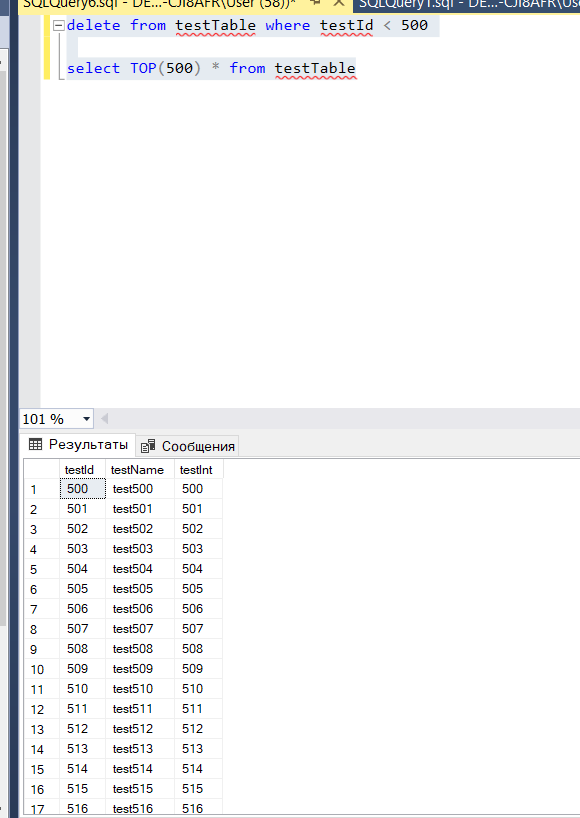 SQLQuery6.sql - DE...-CJI8AFR\User (58))*
SQLQuery1.sql - DE...-CJI8AFR\Use
delete from testTable where testId < 500
select TOP(500) * from testTable
101 %
Результаты
Сообщения
testId testName testInt
1 500 test500 500
2 501 test501 501
3 502 test502 502
4 503 test503 503
5 504 test504 504
6 505 test505 505
7 506 test506 506
8 507 test507 507
9 508 test508 508
10 509 test509 509
11 510 test510 510
12 511 test511 511
13 512 test512 512
14 513 test513 513
15 514 test514 514
16 515 test515 515
17 516 test516 516